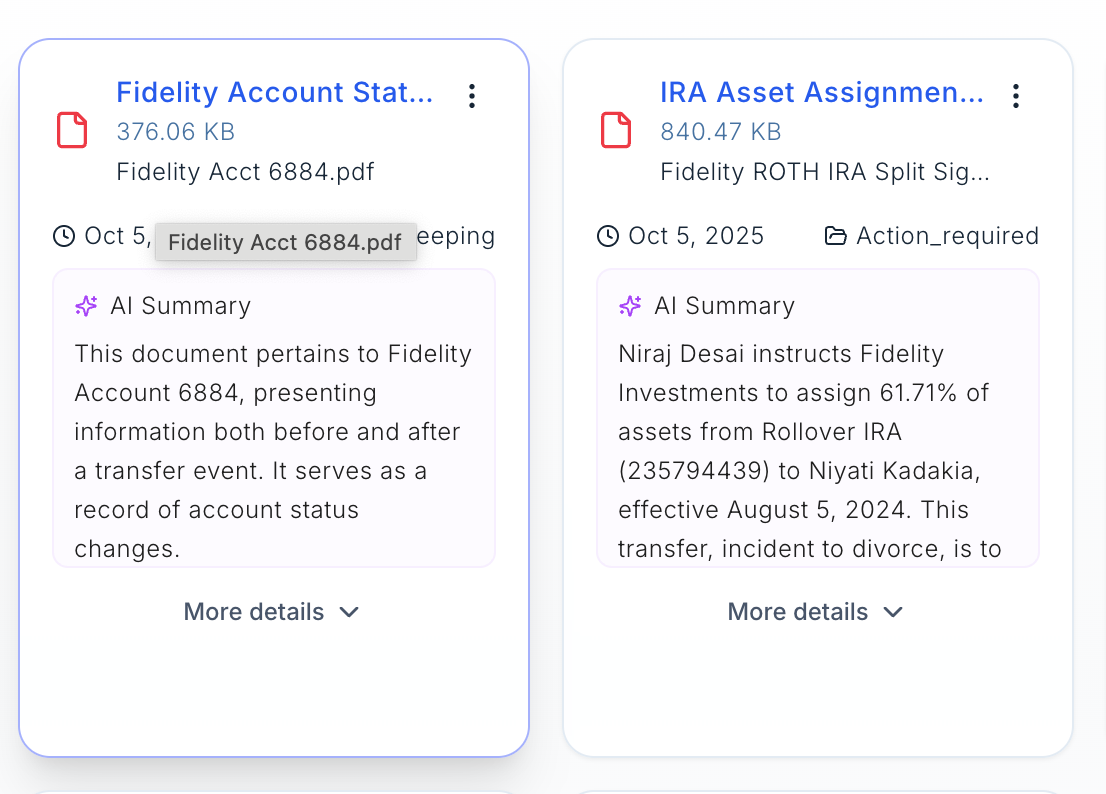 Fidelity Account Stat...
376.06 KB
Fidelity Acct 6884.pdf
Oct 5,
Fidelity Acct 6884.pdf
eeping
AI Summary
This document pertains to Fidelity
Account 6884, presenting
information both before and after
a transfer event. It serves as a
record of account status
changes.
More details
IRA Asset Assignmen...
840.47 KB
Fidelity ROTH IRA Split Sig...
Oct 5, 2025
Action_required
AI Summary
Niraj Desai instructs Fidelity
Investments to assign 61.71% of
assets from Rollover IRA
(235794439) to Niyati Kadakia,
effective August 5, 2024. This
transfer, incident to divorce, is to
More details